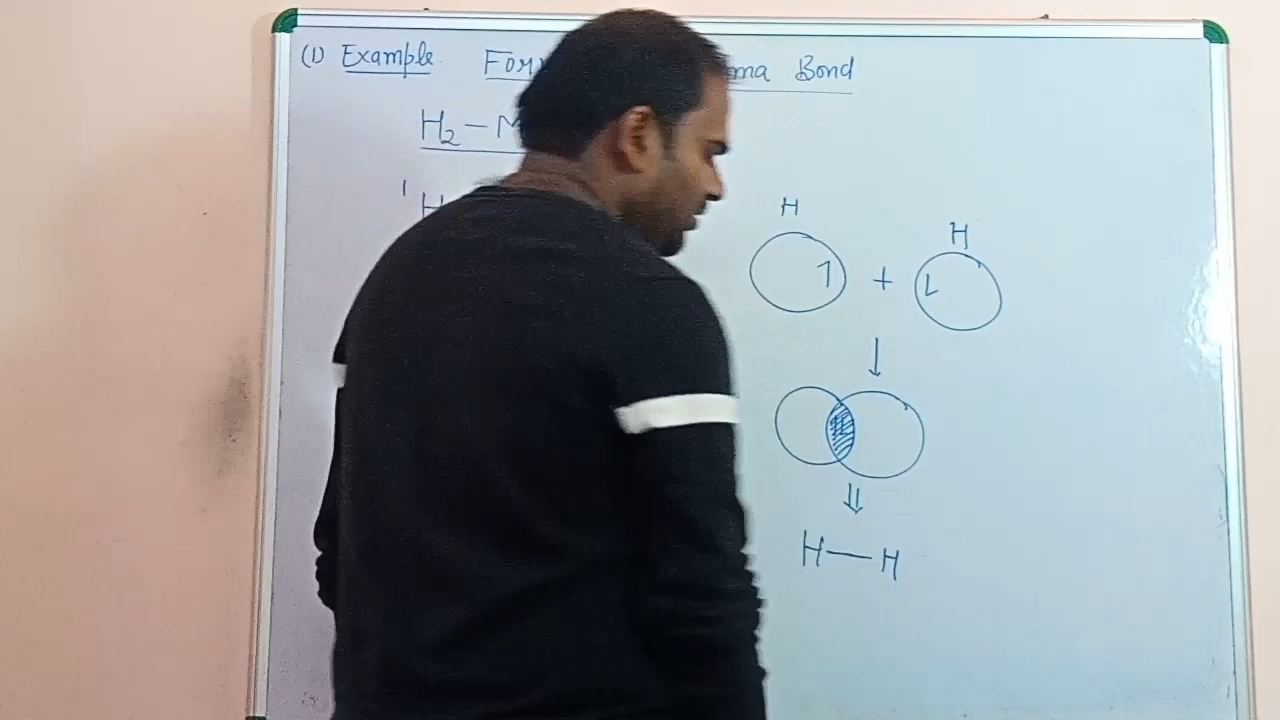 (1) Example
Bond
H₂ –
1
H
H
H
+
H—H